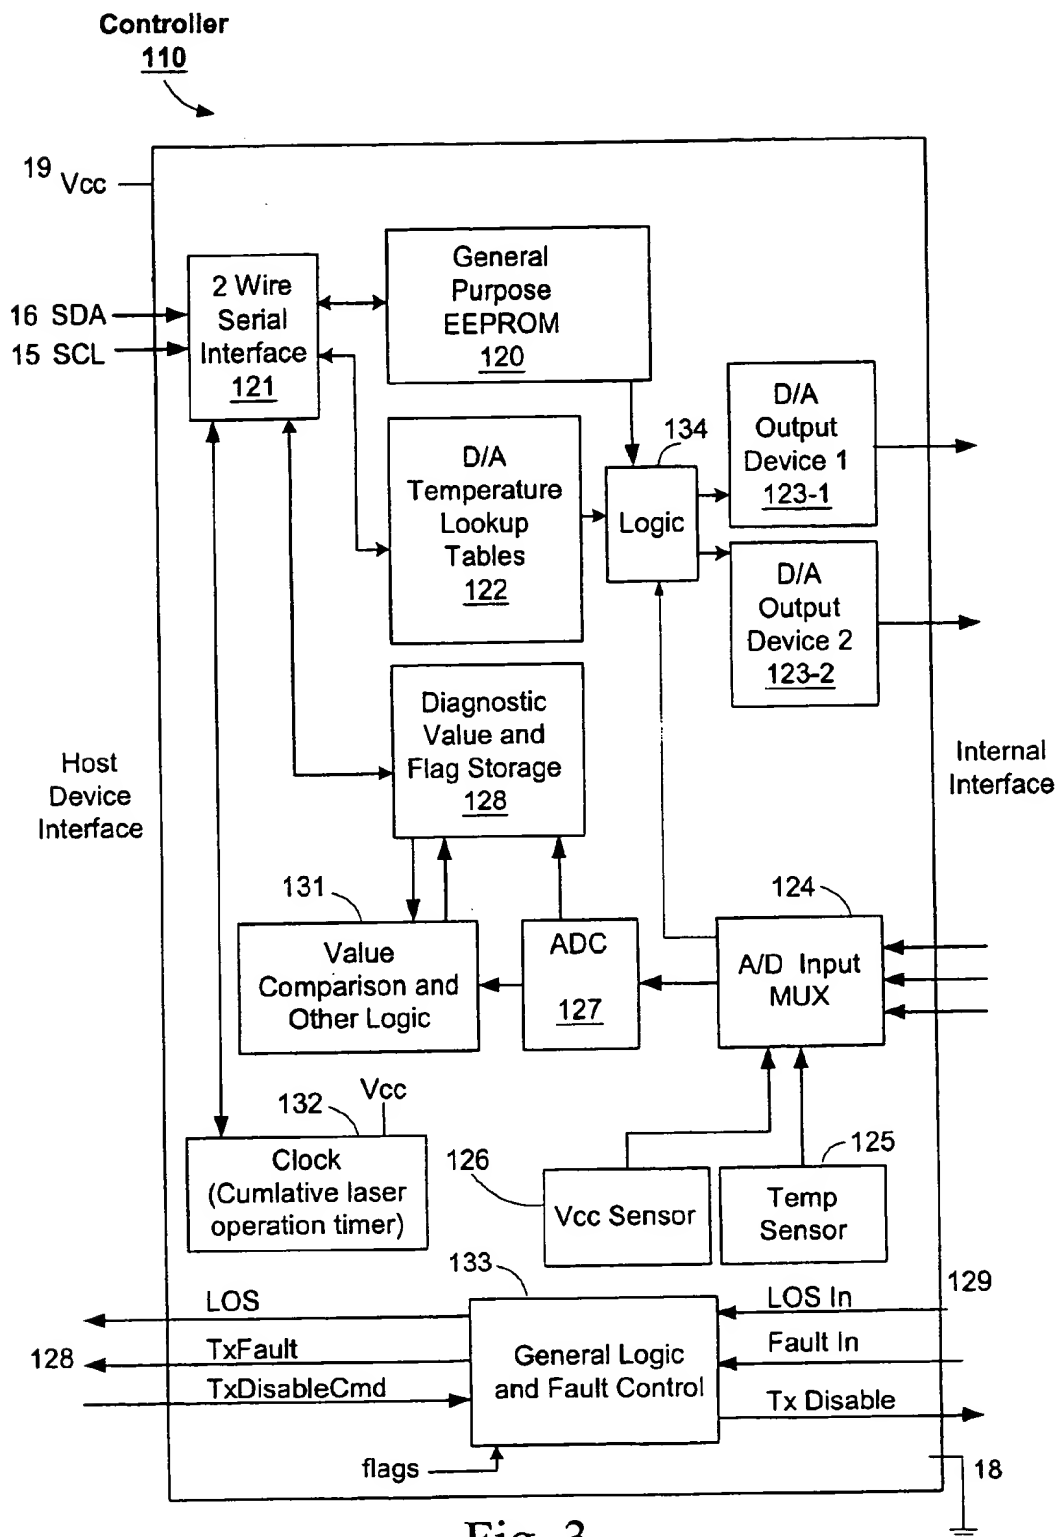 Controller
110
19 Vcc
2 Wire
Serial
Interface
121
16 SDA
15 SCL
General
Purpose
EEPROM
120
D/A
Temperature
Lookup
Tables
122
134
Logic
D/A
Output
Device 1
123-1
D/A
Output
Device 2
123-2
Diagnostic
Value and
Flag Storage
128
Host
Device
Interface
Internal
Interface
131
Value
Comparison and
Other Logic
ADC
127
124
A/D Input
MUX
132
Vcc
Clock
(Cumlative laser
operation timer)
126
Vcc Sensor
125
Temp
Sensor
133
General Logic
and Fault Control
LOS
128
TxFault
TxDisableCmd
flags
129
LOS In
Fault In
Tx Disable
18
Fig. 3